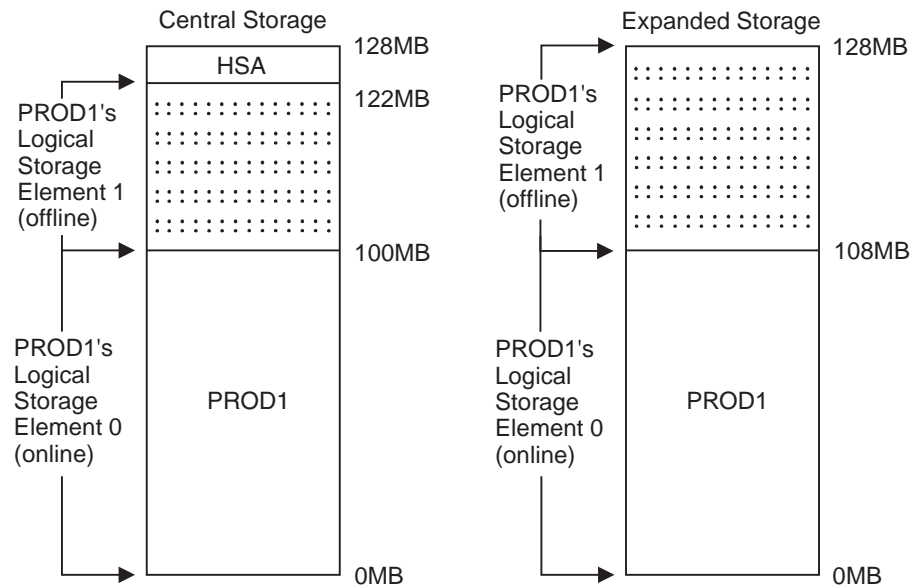 Central Storage
128MB
HSA
122MB
PROD1's
Logical
Storage
Element 1
(offline)
100MB
PROD1's
Logical
Storage
Element 0
(online)
PROD1
0MB
Expanded Storage
128MB
PROD1's
Logical
Storage
Element 1
(offline)
108MB
PROD1's
Logical
Storage
Element 0
(online)
PROD1
0MB